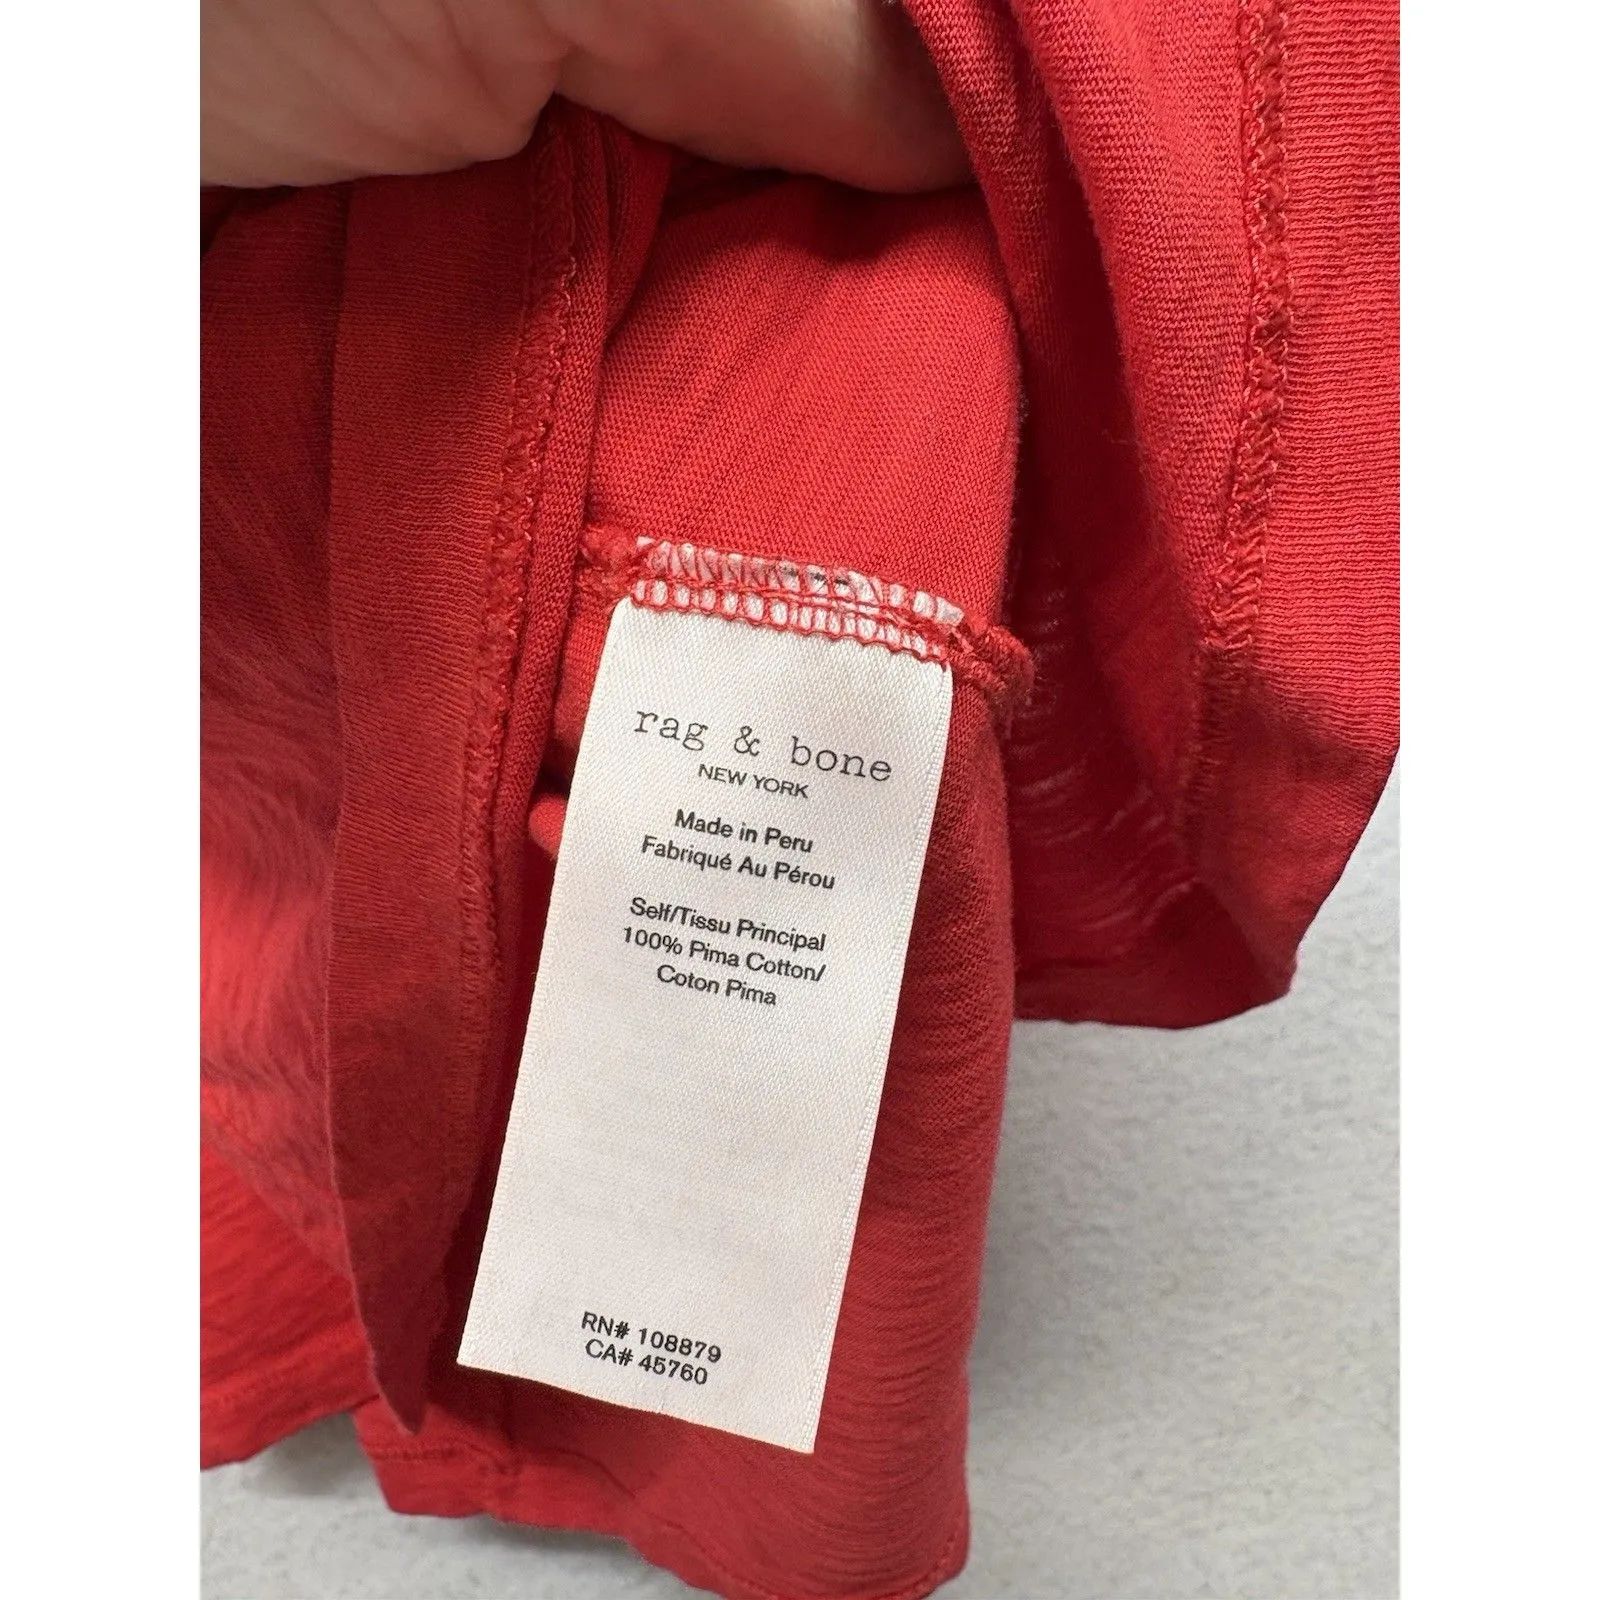 rag & bone
NEW YORK
Made in Peru
Fabriqué Au Pérou
Self/Tissu Principal
100% Pima Cotton/
Coton Pima
RN# 108879
CA# 45760